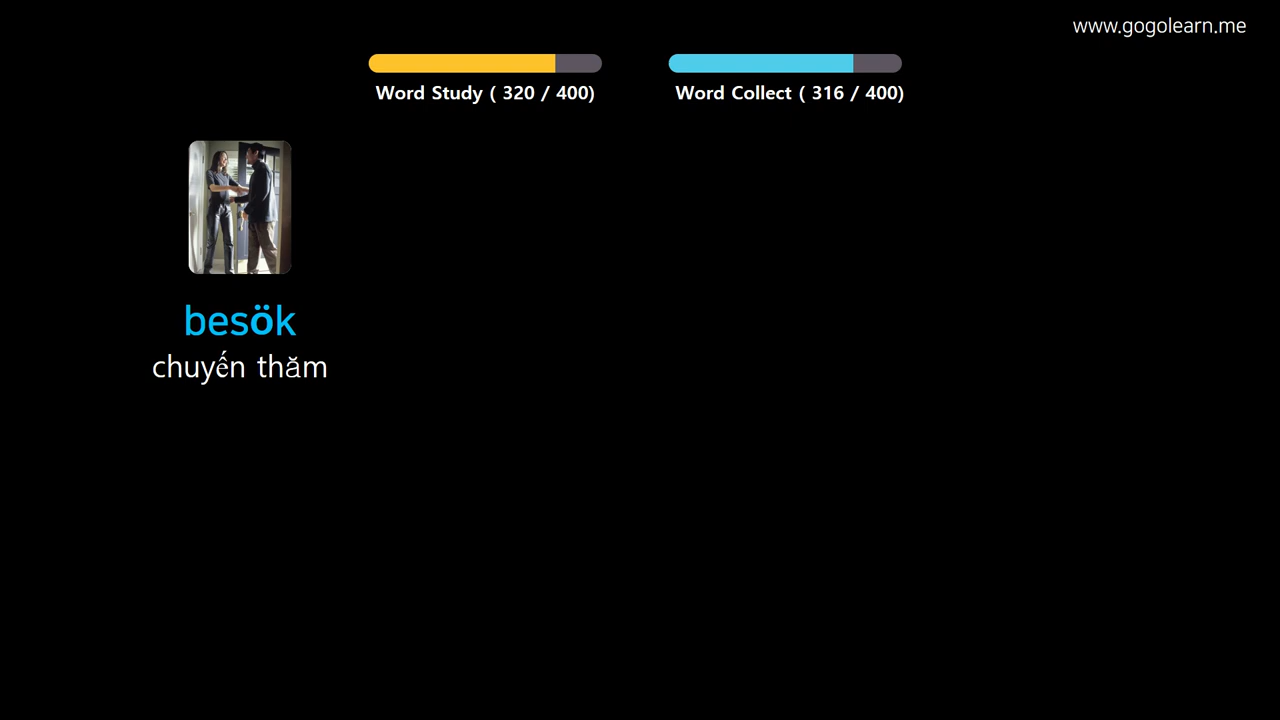 www.gogolearn.me
Word Study ( 320 / 400)
Word Collect ( 316 / 400)
besök
chuyến thăm